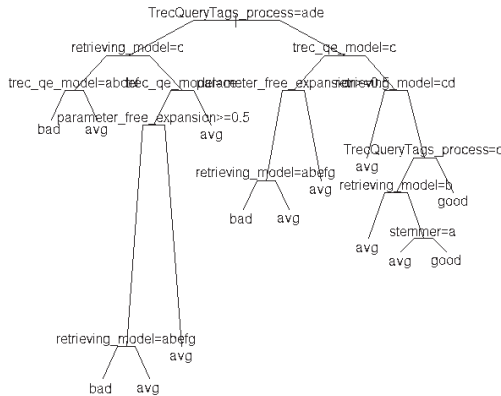 TrecQueryTags_process=ade
retrieving_model=c
trec_qe_model=c
trec_qe_model=abdef
trec_qe_model=
parameter_free_expansion>=0.5
retrieving_model=cd
bad
avg
parameter_free_expansion>=0.5
avg
avg
TrecQueryTags_process=c
retrieving_model=abefg
avg
retrieving_model=b
good
bad
avg
avg
stemmer=a
avg
good
retrieving_model=abefg
avg
bad
avg